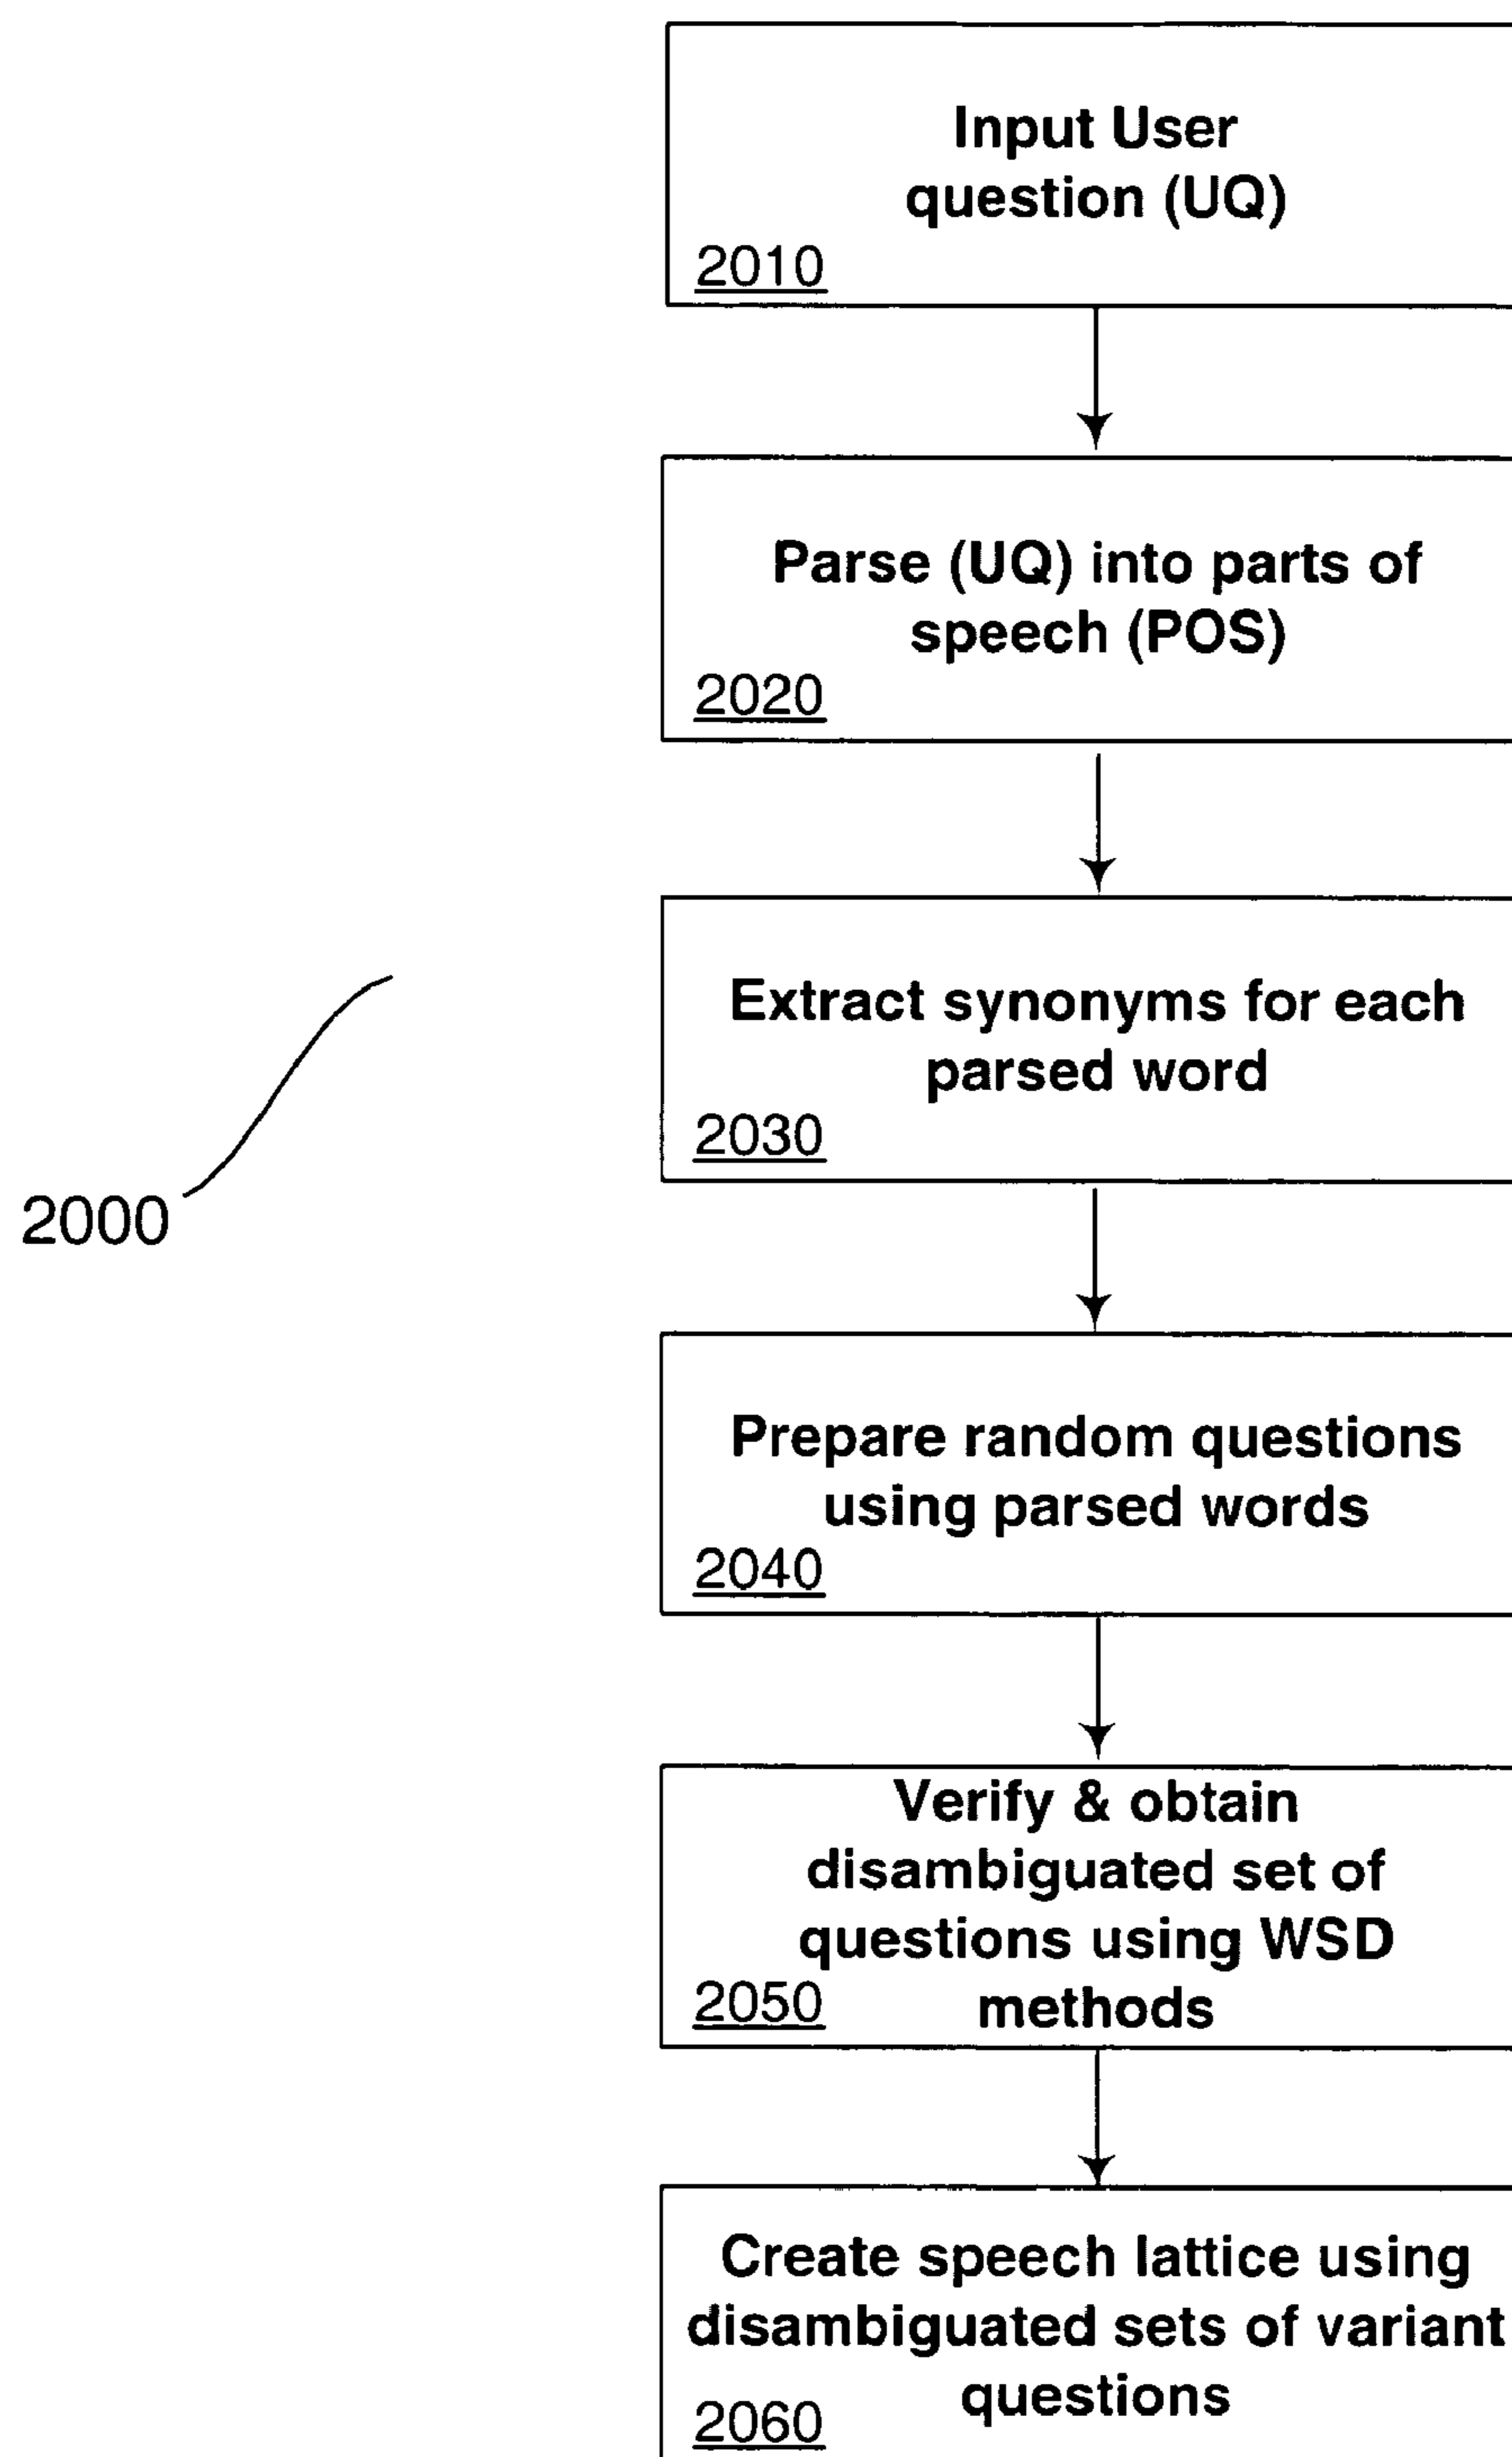 Input User
question (UQ)
2010
Parse (UQ) into parts of
speech (POS)
2020
Extract synonyms for each
parsed word
2030
2000
Prepare random questions
using parsed words
2040
Verify & obtain
disambiguated set of
questions using WSD
methods
2050
Create speech lattice using
disambiguated sets of variant
questions
2060